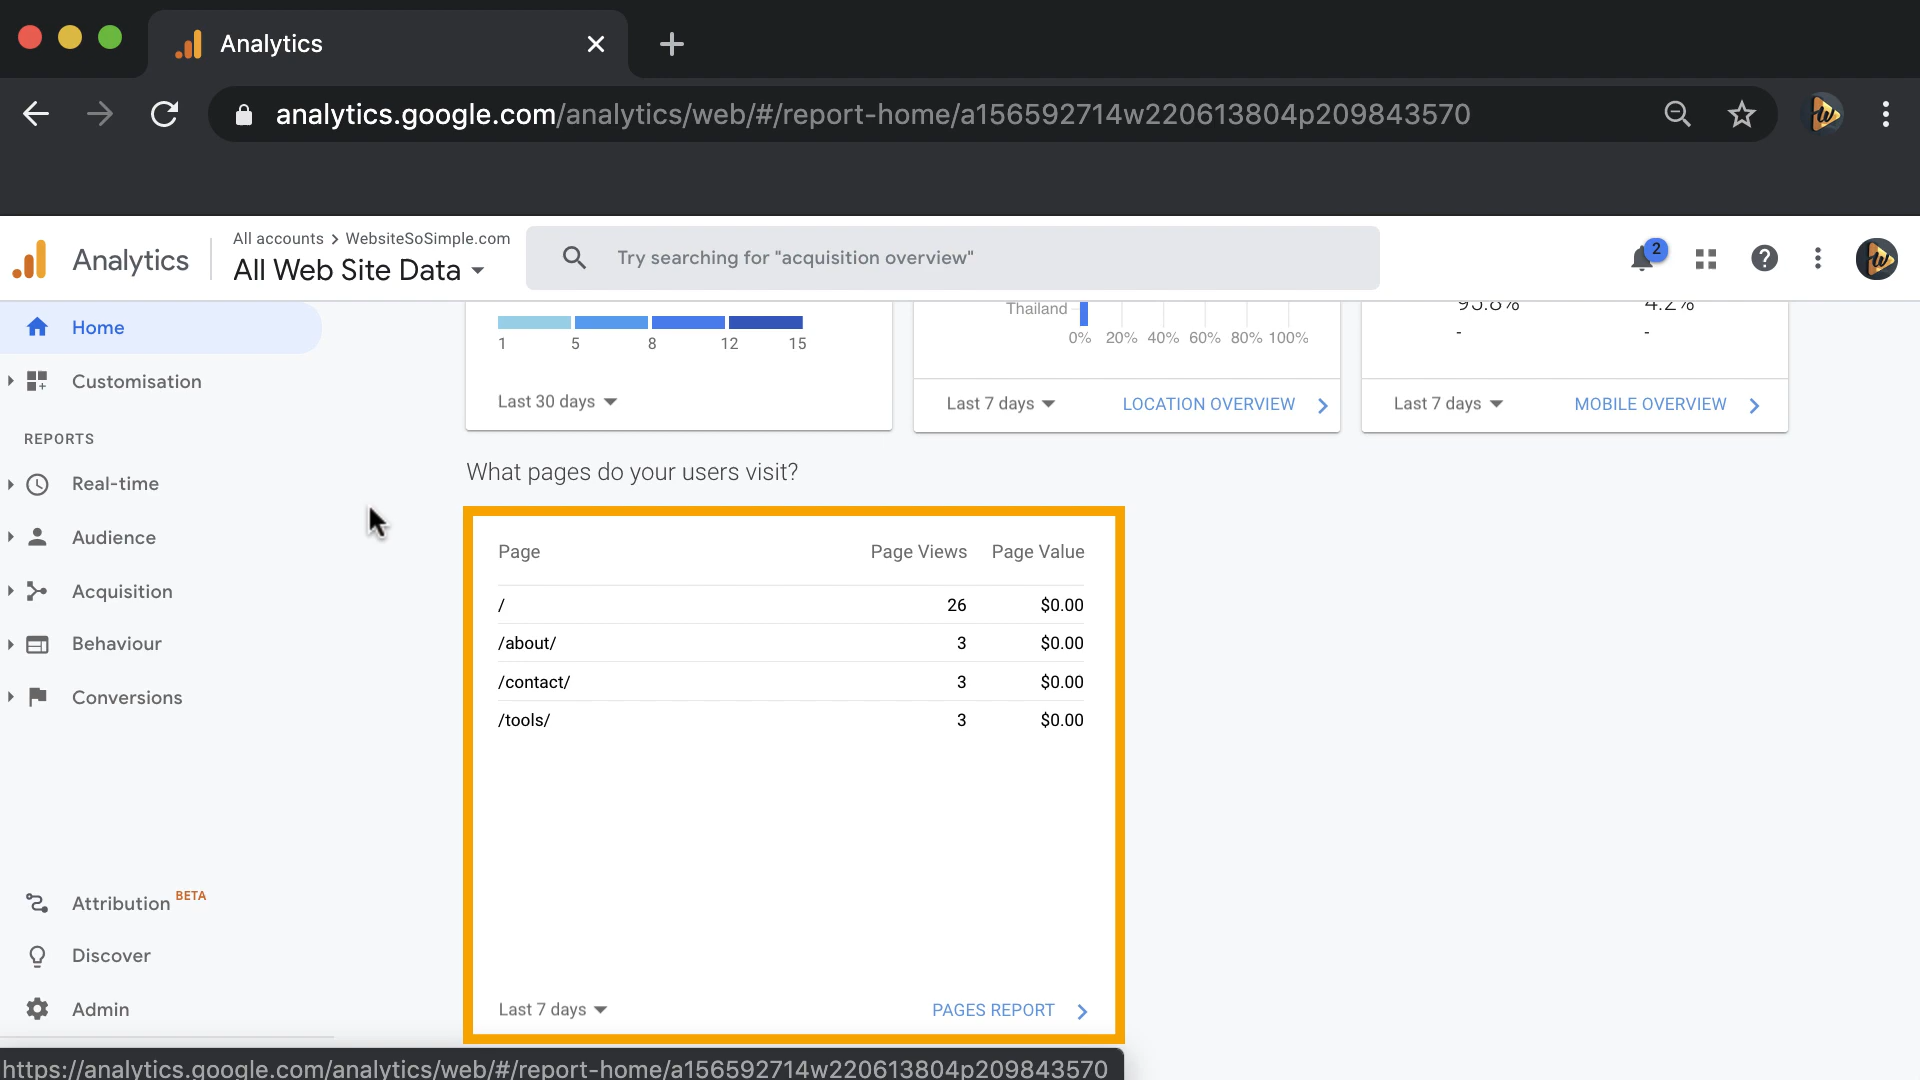 Analytics
analytics.google.com/analytics/web/#/report-home/a156592714w220613804p209843570
Analytics
All accounts > WebsiteSoSimple.com
All Web Site Data
Try searching for "acquisition overview"
2
Home
Customisation
REPORTS
Real-time
Audience
Acquisition
Behaviour
Conversions
Attribution BETA
Discover
Admin
1 5 8 12 15
Last 30 days
Thailand
0% 20% 40% 60% 80% 100%
Last 7 days LOCATION OVERVIEW
95.8% 4.2%
- -
Last 7 days MOBILE OVERVIEW
What pages do your users visit?
Page Page Views Page Value
/ 26 $0.00
/about/ 3 $0.00
/contact/ 3 $0.00
/tools/ 3 $0.00
Last 7 days PAGES REPORT
https://analytics.google.com/analytics/web/#/report-home/a156592714w220613804p209843570